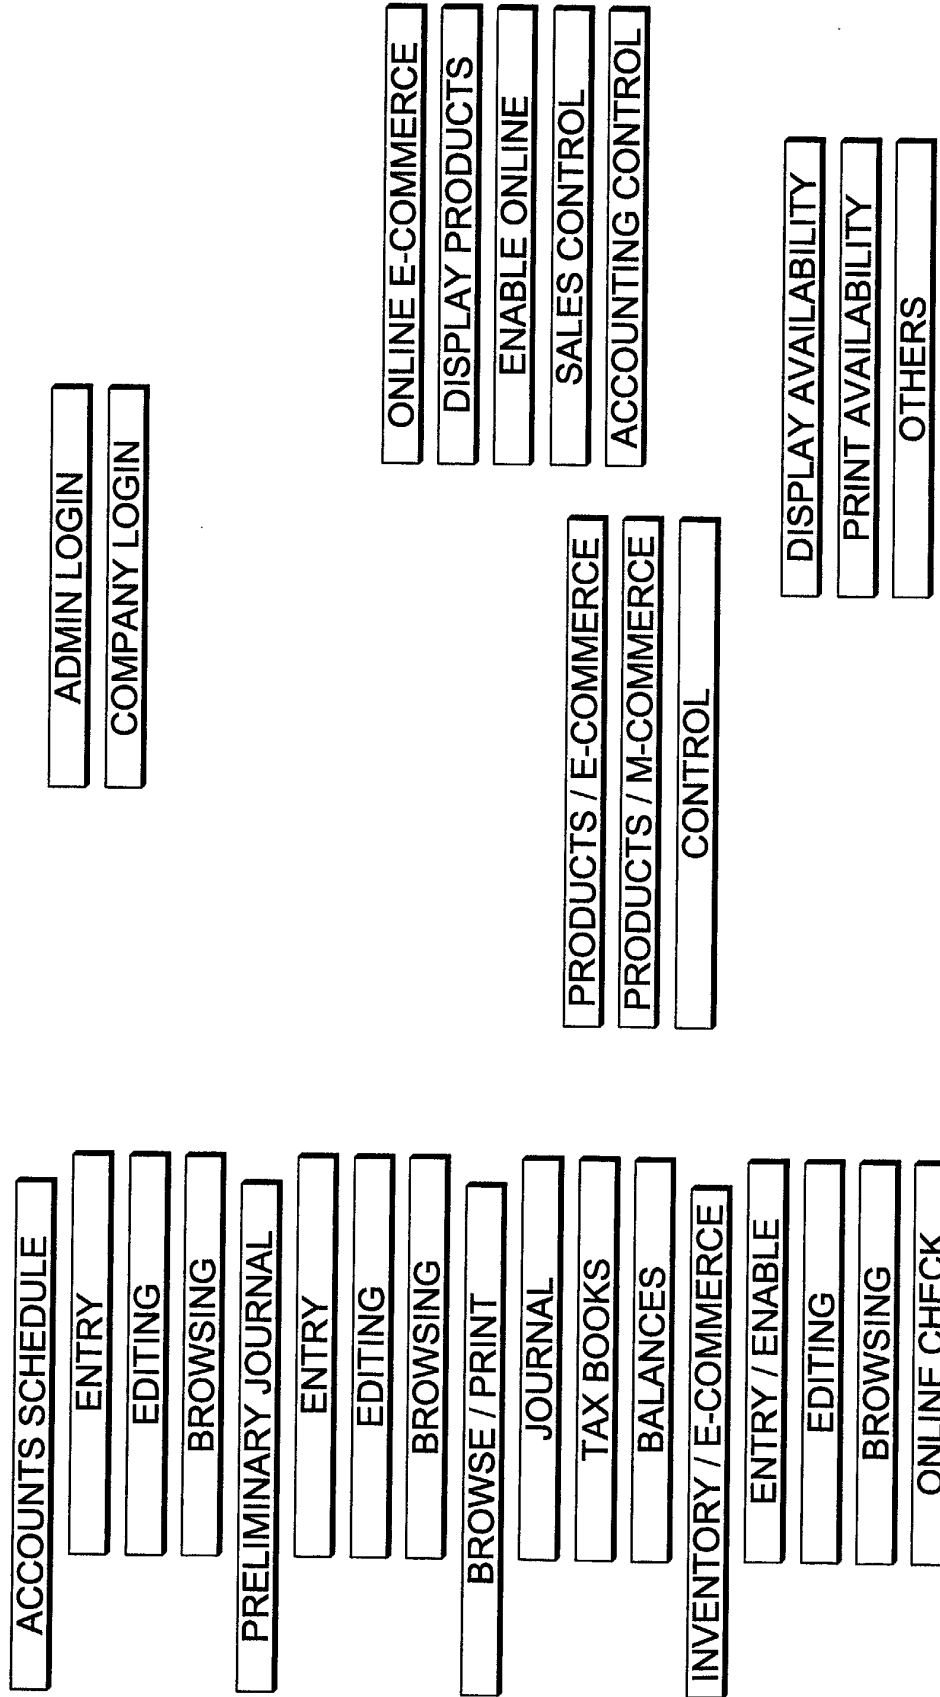 ACCOUNTS SCHEDULE
ENTRY
EDITING
BROWSING
PRELIMINARY JOURNAL
ENTRY
EDITING
BROWSING
BROWSE / PRINT
JOURNAL
TAX BOOKS
BALANCES
INVENTORY / E-COMMERCE
ENTRY / ENABLE
EDITING
BROWSING
ONLINE CHECK
PRODUCTS / E-COMMERCE
PRODUCTS / M-COMMERCE
CONTROL
ADMIN LOGIN
COMPANY LOGIN
ONLINE E-COMMERCE
DISPLAY PRODUCTS
ENABLE ONLINE
SALES CONTROL
ACCOUNTING CONTROL
DISPLAY AVAILABILITY
PRINT AVAILABILITY
OTHERS